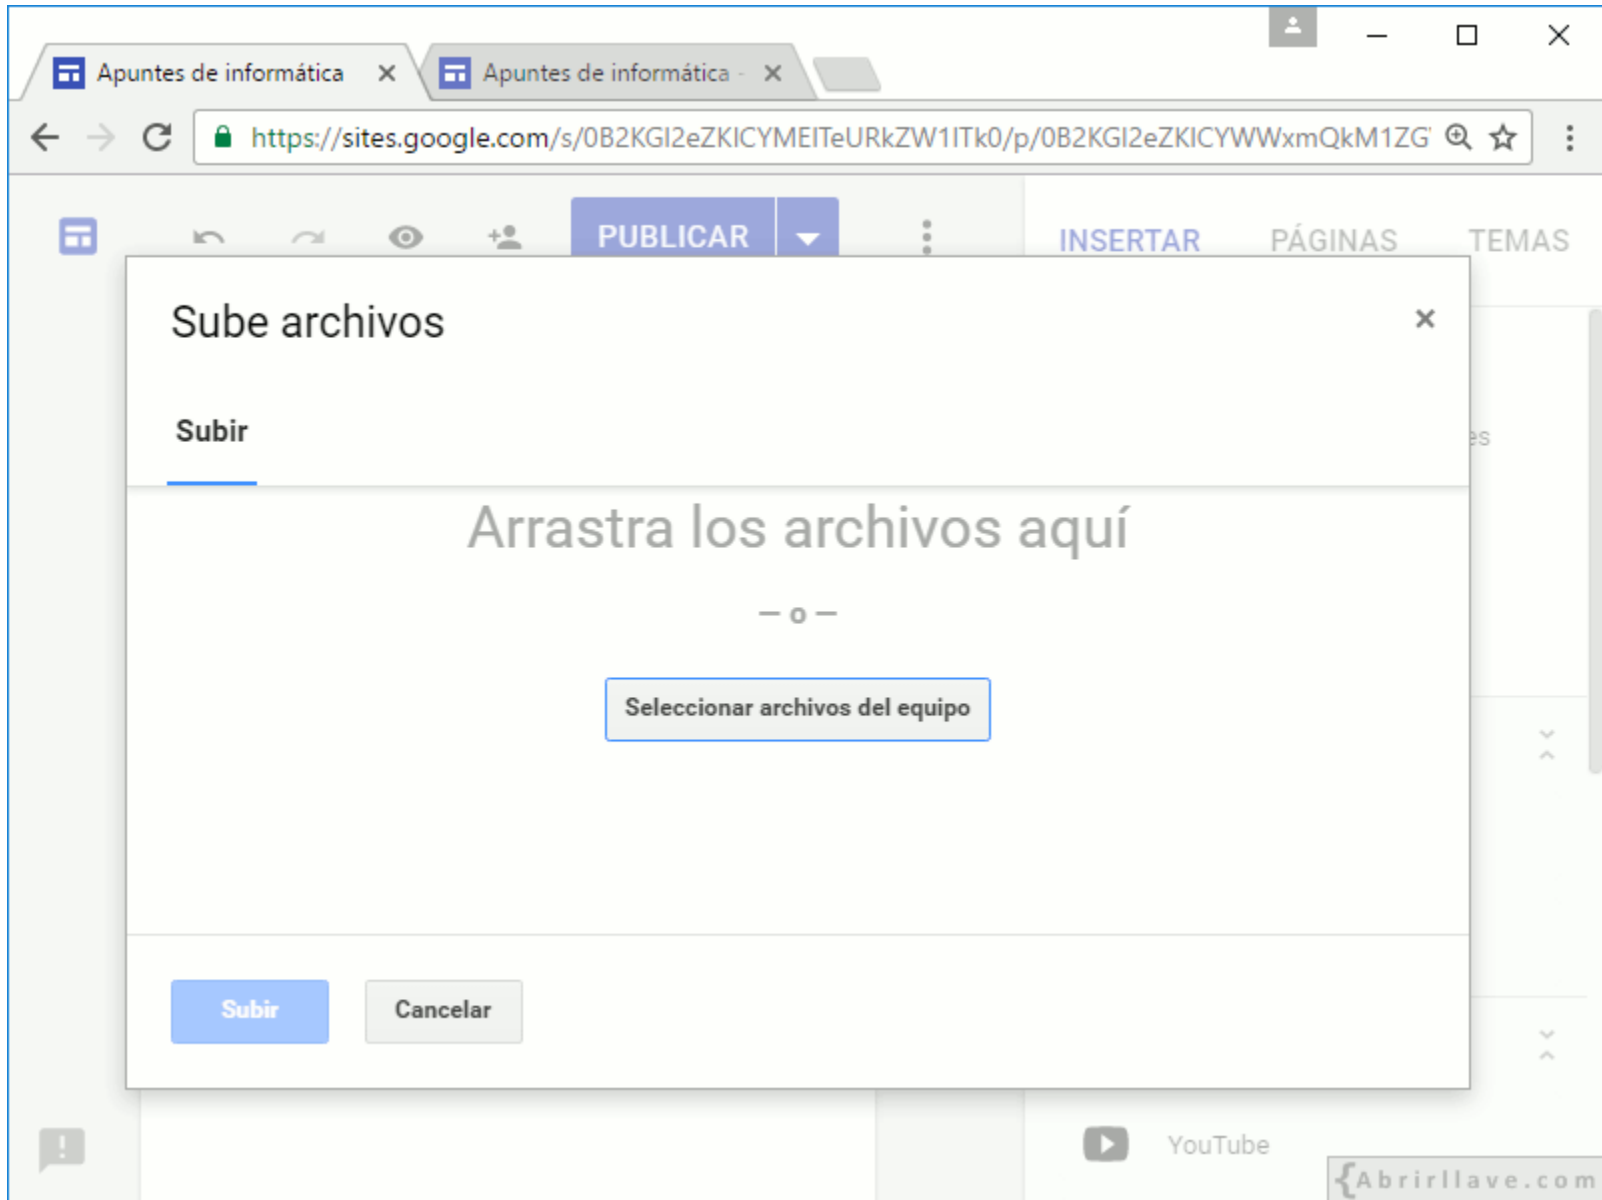 Apuntes de informática
Apuntes de informática -
https://sites.google.com/s/0B2KGI2eZKICYMEITeURkZW1ITk0/p/0B2KGI2eZKICYWWxmQkM1ZG
PUBLICAR
INSERTAR PÁGINAS TEMAS
Sube archivos
Subir
es
Arrastra los archivos aquí
— o —
Seleccionar archivos del equipo
Subir Cancelar
YouTube
{Abrirllave.com